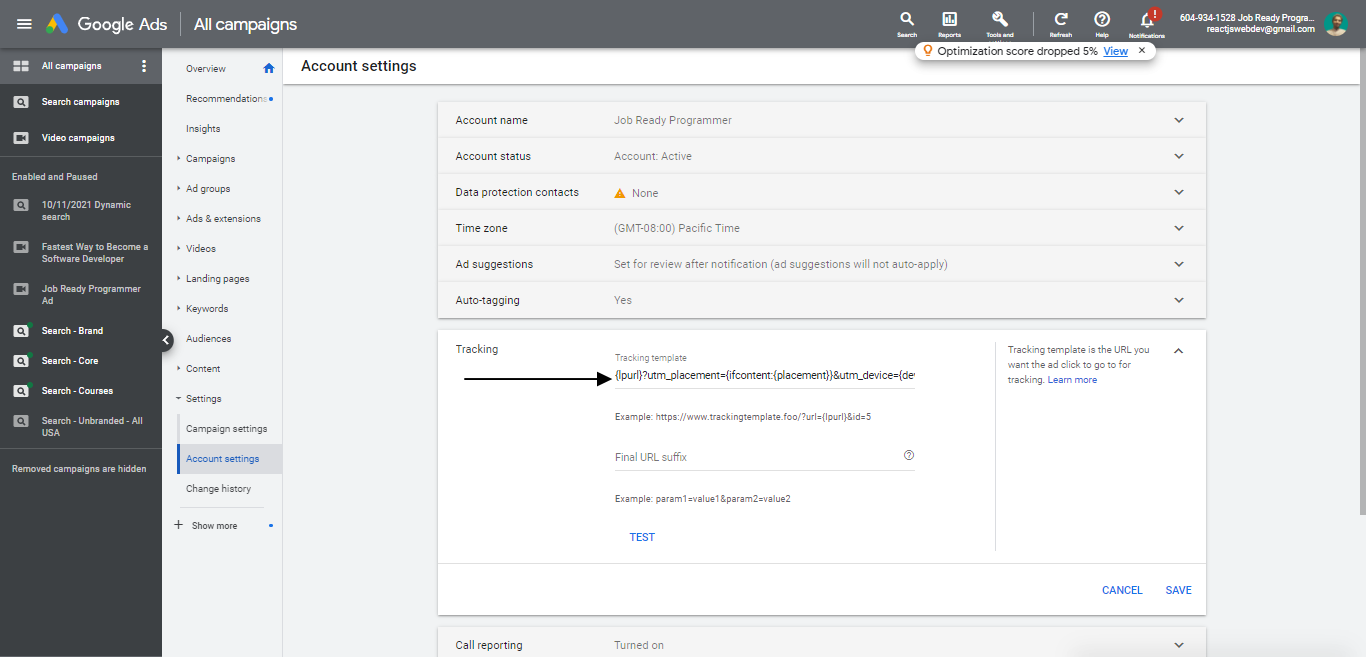 Google Ads
All campaigns
Search
Reports
Tools and
Refresh
Help
!
Notifications
604-934-1528 Job Ready Progra...
reactjswebdev@gmail.com
Optimization score dropped 5% View
All campaigns
Search campaigns
Video campaigns
Enabled and Paused
10/11/2021 Dynamic
search
Fastest Way to Become a
Software Developer
Job Ready Programmer
Ad
Search - Brand
Search - Core
Search - Courses
Search - Unbranded - All
USA
Removed campaigns are hidden
Overview
Recommendations
Insights
Campaigns
Ad groups
Ads & extensions
Videos
Landing pages
Keywords
Audiences
Content
Settings
Campaign settings
Account settings
Change history
Show more
Account settings
Account name Job Ready Programmer
Account status Account: Active
Data protection contacts None
Time zone (GMT-08:00) Pacific Time
Ad suggestions Set for review after notification (ad suggestions will not auto-apply)
Auto-tagging Yes
Tracking
Tracking template
{lpurl}?utm_placement={ifcontent:{placement}}&utm_device={dev
Example: https://www.trackingtemplate.foo/?url={lpurl}&id=5
Final URL suffix
Example: param1=value1&param2=value2
TEST
Tracking template is the URL you
want the ad click to go to for
tracking. Learn more
CANCEL SAVE
Call reporting Turned on